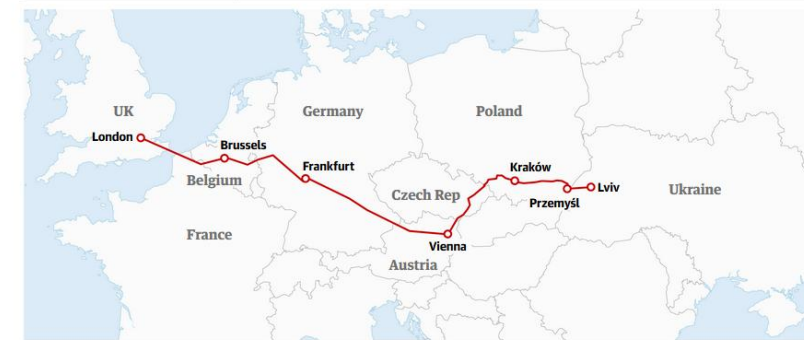 UK
Germany
Poland
London
Brussels
Frankfurt
Kraków
Belgium
Czech Rep
Lviv
Ukraine
Przemyśl
France
Vienna
Austria